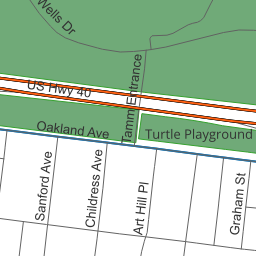 Wells Dr
US Hwy 40
Tamm Entrance
Oakland Ave
Turtle Playground
Sanford Ave
Childress Ave
Art Hill Pl
Graham St